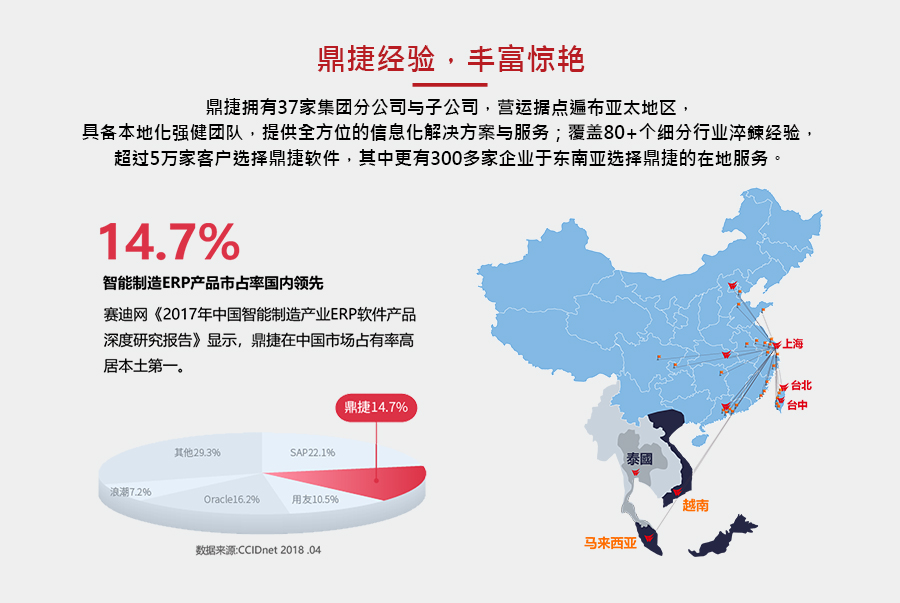 鼎捷经验，丰富惊艳
鼎捷拥有37家集团分公司与子公司，营运据点遍布亚太地区，
具备本地化强健团队，提供全方位的信息化解决方案与服务；覆盖80+个细分行业淬鍊经验，
超过5万家客户选择鼎捷软件，其中更有300多家企业于东南亚选择鼎捷的在地服务。
14.7%
智能制造ERP产品市占率国内领先
赛迪网《2017年中国智能制造产业ERP软件产品
深度研究报告》显示，鼎捷在中国市场占有率高
居本土第一。
鼎捷14.7%
其他29.3%
SAP22.1%
浪潮7.2%
Oracle16.2%
用友10.5%
数据来源:CCIDnet 2018 .04
上海
台北
台中
泰國
越南
马来西亚